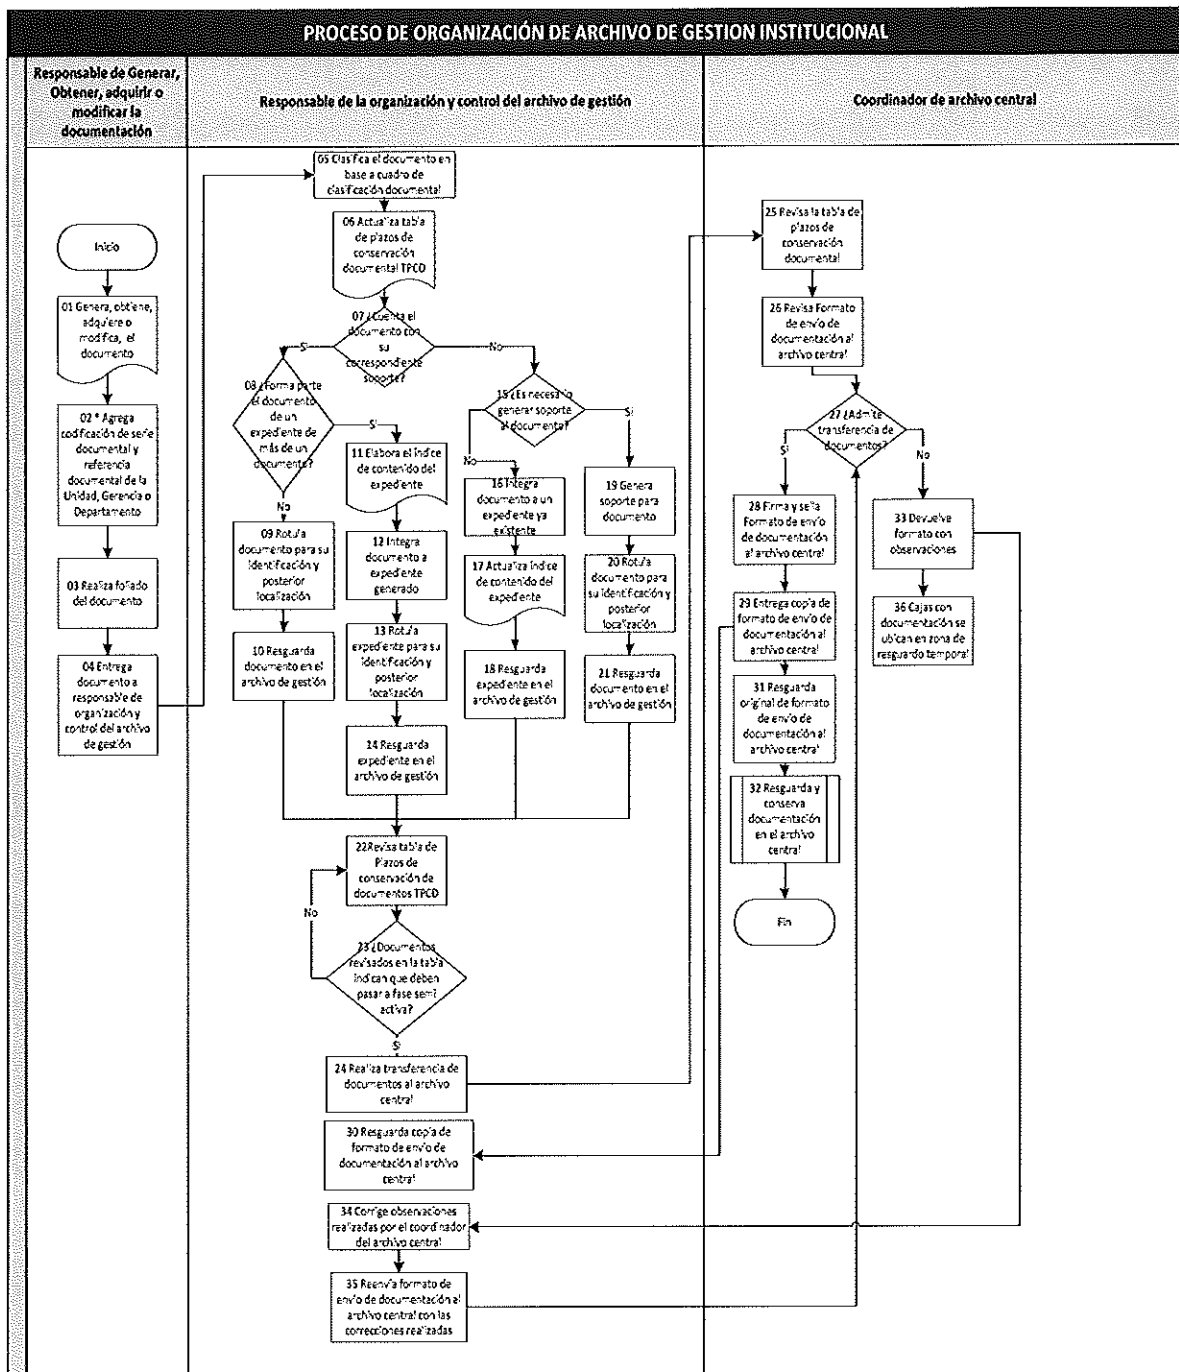 PROCESO DE ORGANIZACIÓN DE ARCHIVO DE GESTION INSTITUCIONAL
Responsable de Generar,
Obtener, adquirir o
modificar la
documentación
Responsable de la organización y control del archivo de gestión
Coordinador de archivo central
Inicio
01 Genera, obtiene,
adquiere o
modifica, el
documento
02 * Agrega
codificación de serie
documental y
referencia
documental de la
Unidad, Gerencia o
Departamento
03 Realiza foliado
del documento
04 Entrega
documento a
responsable de
organización y
control del archivo
de gestión
05 Clasifica el documento en
base a cuadro de
clasificación documental
06 Actualiza tabla
de plazos de
conservación
documental TPCD
07 ¿Cuenta el
documento con
su
correspondiente
soporte?
Si
No
08 ¿Forma parte
el documento
de un
expediente de
más de un
documento?
Si
No
09 Rotula
documento para su
identificación y
posterior
localización
10 Resguarda
documento en el
archivo de gestión
11 Elabora el índice
de contenido del
expediente
12 Integra
documento a
expediente
generado
13 Rotula
expediente para su
identificación y
posterior
localización
14 Resguarda
expediente en el
archivo de gestión
15 ¿Es necesario
generar soporte
al documento?
Si
No
16 Integra
documento a un
expediente ya
existente
17 Actualiza índice
de contenido del
expediente
18 Resguarda
expediente en el
archivo de gestión
19 Genera
soporte para
documento
20 Rotula
documento para
su identificación y
posterior
localización
21 Resguarda
documento en el
archivo de gestión
22 Revisa tabla de
Plazos de
conservación de
documentos TPCD
No
23 ¿Documentos
revisados en la tabla
indican que deben
pasar a fase semi
activa?
Si
24 Realiza transferencia de
documentos al archivo
central
30 Resguarda copia de
formato de envío de
documentación al archivo
central
34 Corrige observaciones
realizadas por el coordinador
del archivo central
35 Reenvía formato de
envío de documentación al
archivo central con las
correcciones realizadas
25 Revisa la tabla de
plazos de
conservación
documental
26 Revisa Formato
de envío de
documentación al
archivo central
27 ¿Admite
transferencia de
documentos?
Si
No
28 Firma y sella
Formato de envío
de documentación
al archivo central
29 Entrega copia de
formato de envío de
documentación al
archivo central
31 Resguarda
original de formato
de envío de
documentación al
archivo central
32 Resguarda y
conserva
documentación
en el archivo
central
Fin
33 Devuelve
formato con
observaciones
36 Cajas con
documentación se
ubican en zona de
resguardo temporal